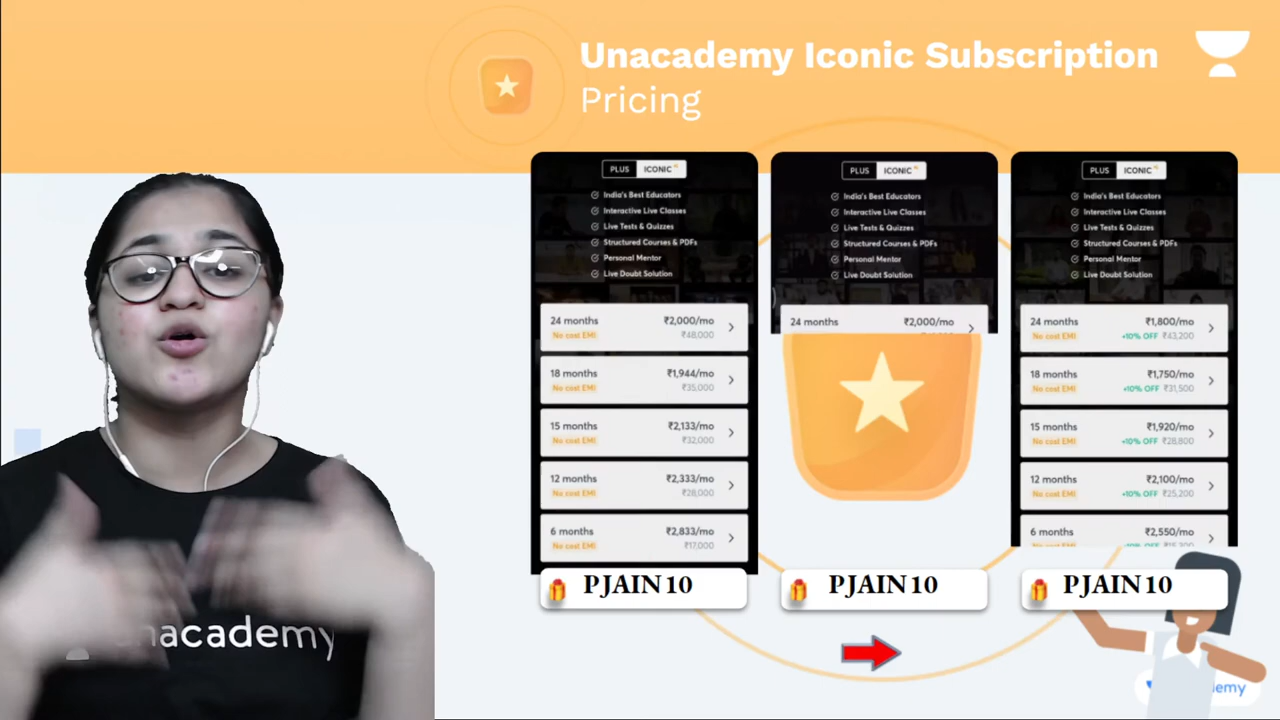 Unacademy Iconic Subscription
Pricing
PLUS ICONIC
India's Best Educators
Interactive Live Classes
Live Tests & Quizzes
Structured Courses & PDFs
Personal Mentor
Live Doubt Solution
24 months ₹2,000/mo
No cost EMI ₹48,000
18 months ₹1,944/mo
No cost EMI ₹35,000
15 months ₹2,133/mo
No cost EMI ₹32,000
12 months ₹2,333/mo
No cost EMI ₹28,000
6 months ₹2,833/mo
No cost EMI ₹17,000
PJAIN10
PLUS ICONIC
India's Best Educators
Interactive Live Classes
Live Tests & Quizzes
Structured Courses & PDFs
Personal Mentor
Live Doubt Solution
24 months ₹2,000/mo
PJAIN10
PLUS ICONIC
India's Best Educators
Interactive Live Classes
Live Tests & Quizzes
Structured Courses & PDFs
Personal Mentor
Live Doubt Solution
24 months ₹1,800/mo
No cost EMI +10% OFF ₹43,200
18 months ₹1,750/mo
No cost EMI +10% OFF ₹31,500
15 months ₹1,920/mo
No cost EMI +10% OFF ₹28,800
12 months ₹2,100/mo
No cost EMI +10% OFF ₹25,200
6 months ₹2,550/mo
PJAIN10
nacademy
emy